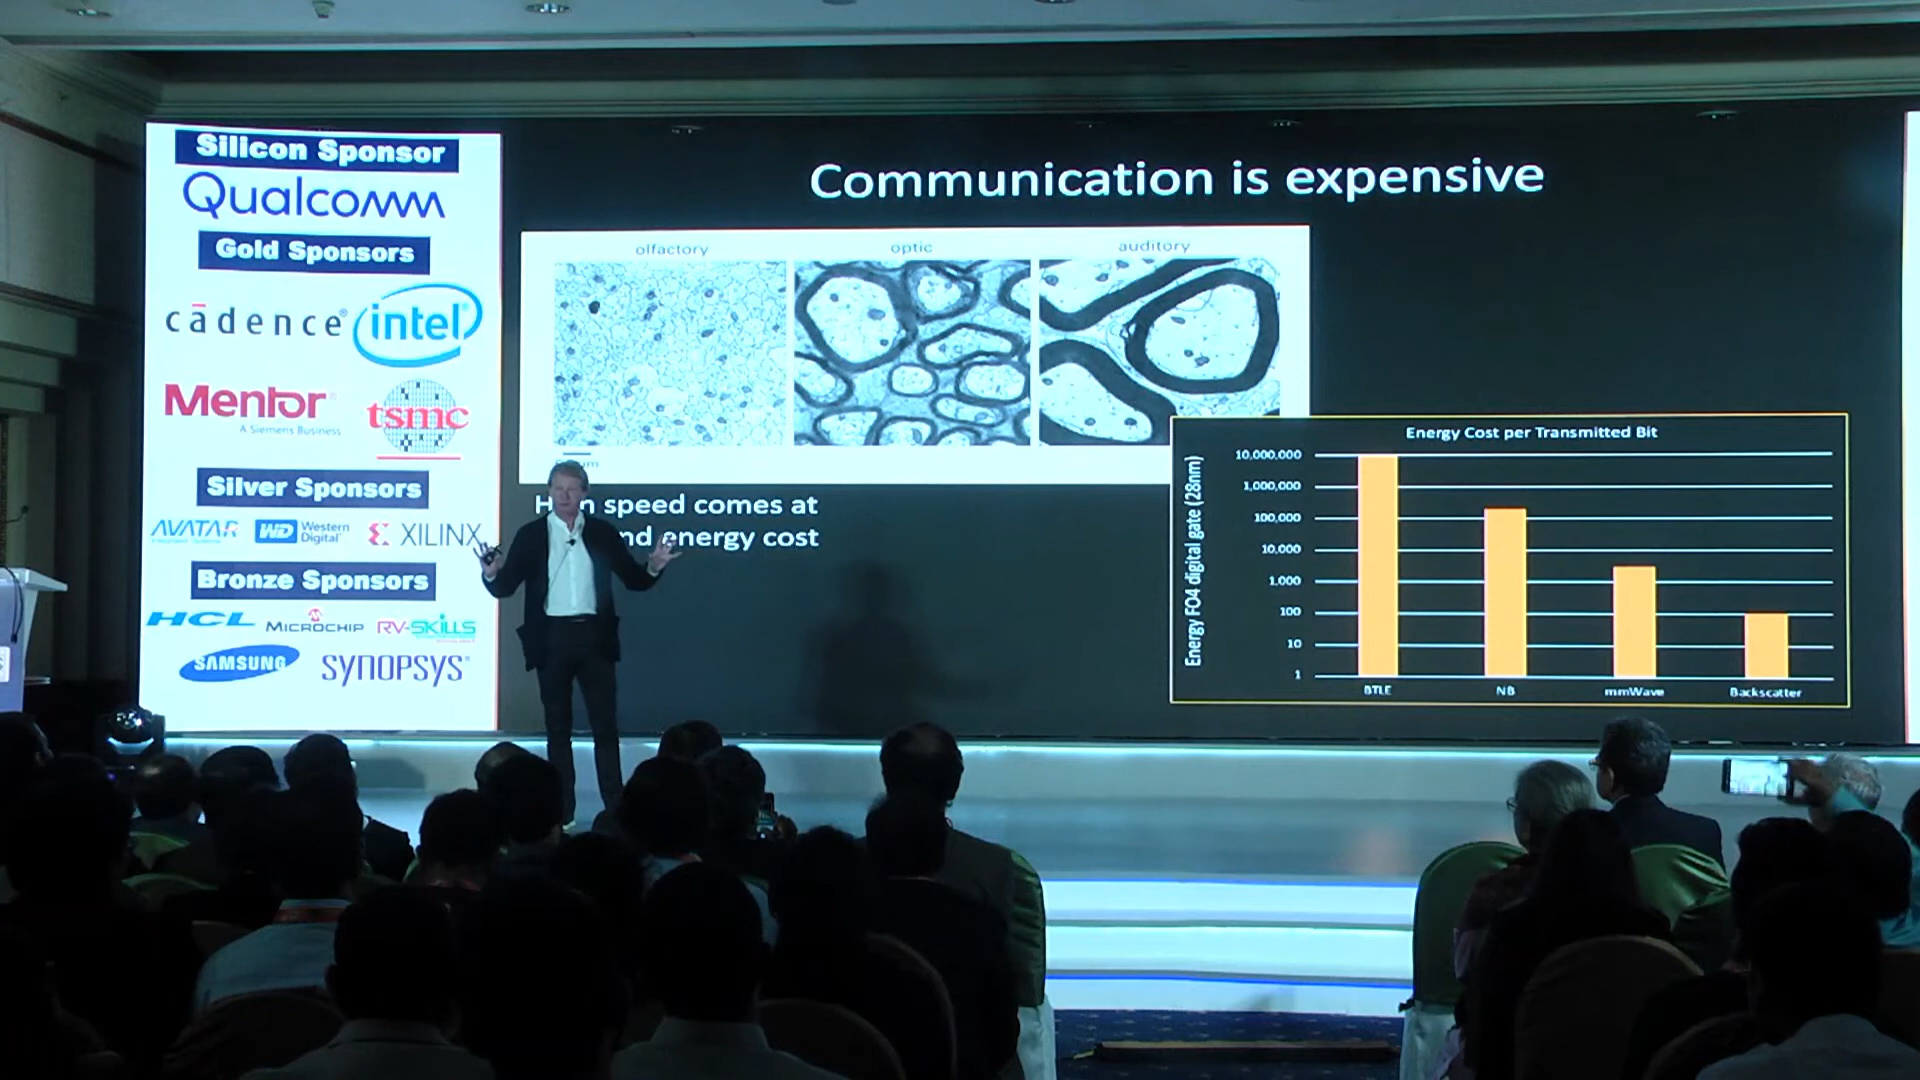 Silicon Sponsor
Qualcomm
Gold Sponsors
cādence®
intel
Mentor
A Siemens Business
tsmc
Silver Sponsors
AVATAR
WD Western Digital
XILINX
Bronze Sponsors
HCL
MICROCHIP
RV-SKILLS
SAMSUNG
SYNOPSYS®
Communication is expensive
olfactory optic auditory
speed comes at
energy cost
Energy Cost per Transmitted Bit
Energy FO4 digital gate (28nm)
10,000,000
1,000,000
100,000
10,000
1,000
100
10
1
BTLE NB mmWave Backscatter